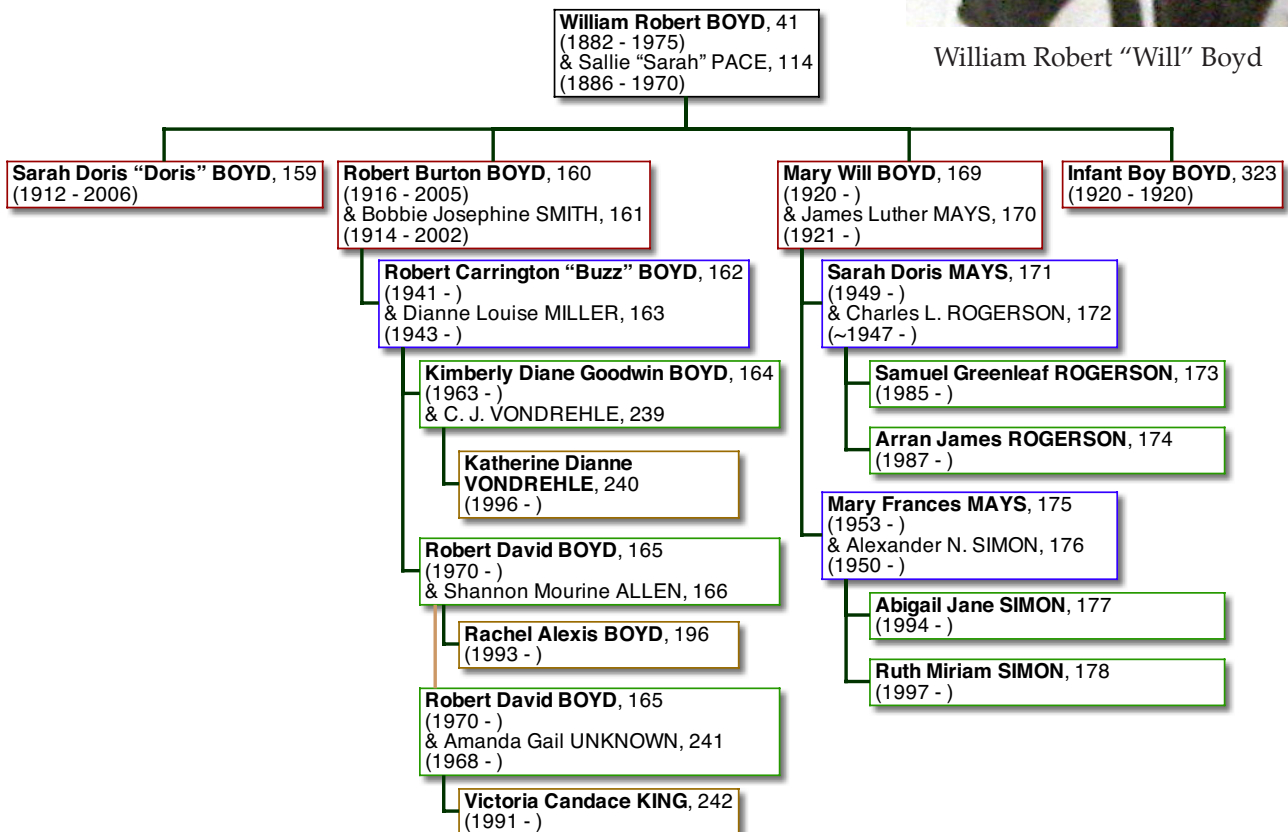 William Robert BOYD, 41
(1882 - 1975)
& Sallie “Sarah” PACE, 114
(1886 - 1970)
William Robert “Will” Boyd
Sarah Doris “Doris” BOYD, 159
(1912 - 2006)
Robert Burton BOYD, 160
(1916 - 2005)
& Bobbie Josephine SMITH, 161
(1914 - 2002)
Mary Will BOYD, 169
(1920 - )
& James Luther MAYS, 170
(1921 - )
Infant Boy BOYD, 323
(1920 - 1920)
Robert Carrington “Buzz” BOYD, 162
(1941 - )
& Dianne Louise MILLER, 163
(1943 - )
Kimberly Diane Goodwin BOYD, 164
(1963 - )
& C. J. VONDREHLE, 239
Katherine Dianne
VONDREHLE, 240
(1996 - )
Robert David BOYD, 165
(1970 - )
& Shannon Mourine ALLEN, 166
Rachel Alexis BOYD, 196
(1993 - )
Robert David BOYD, 165
(1970 - )
& Amanda Gail UNKNOWN, 241
(1968 - )
Victoria Candace KING, 242
(1991 - )
Sarah Doris MAYS, 171
(1949 - )
& Charles L. ROGERSON, 172
(~1947 - )
Samuel Greenleaf ROGERSON, 173
(1985 - )
Arran James ROGERSON, 174
(1987 - )
Mary Frances MAYS, 175
(1953 - )
& Alexander N. SIMON, 176
(1950 - )
Abigail Jane SIMON, 177
(1994 - )
Ruth Miriam SIMON, 178
(1997 - )